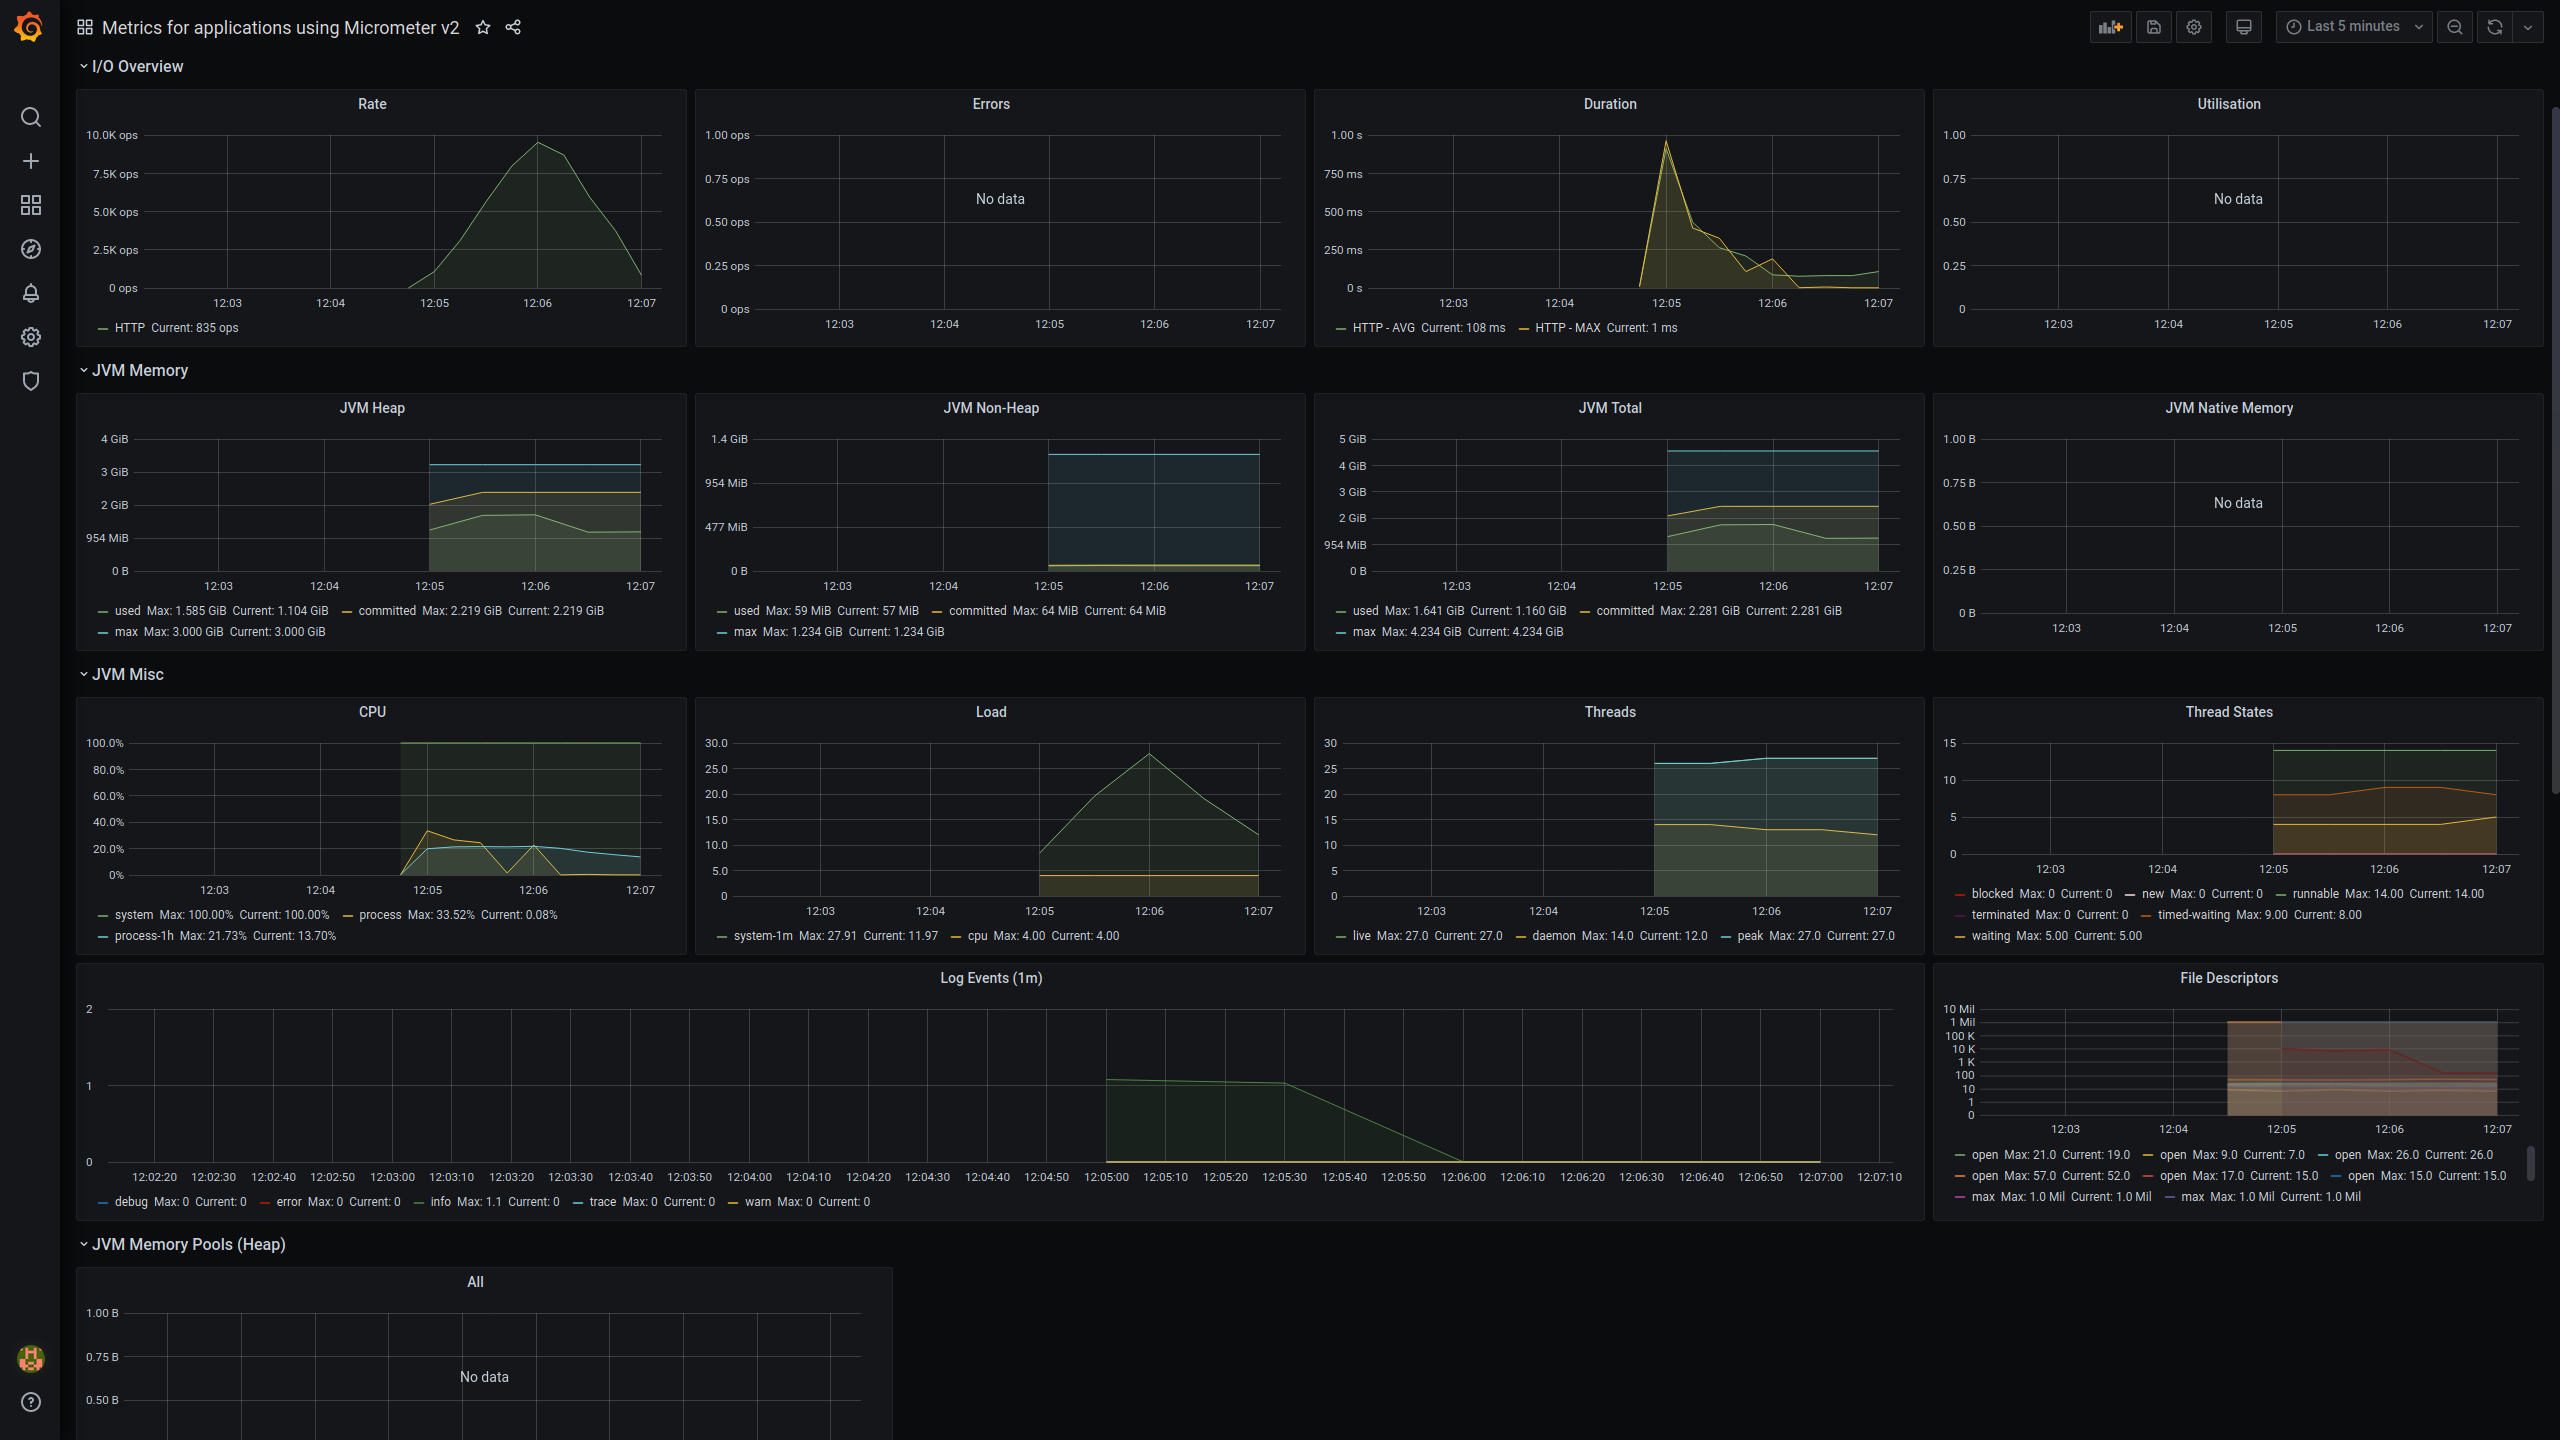 Metrics for applications using Micrometer v2
Last 5 minutes
I/O Overview
Rate
10.0K ops
7.5K ops
5.0K ops
2.5K ops
0 ops
12:03 12:04 12:05 12:06 12:07
HTTP Current: 835 ops
Errors
1.00 ops
0.75 ops
0.50 ops
0.25 ops
0 ops
No data
12:03 12:04 12:05 12:06 12:07
Duration
1.00 s
750 ms
500 ms
250 ms
0 s
12:03 12:04 12:05 12:06 12:07
HTTP - AVG Current: 108 ms HTTP - MAX Current: 1 ms
Utilisation
1.00
0.75
0.50
0.25
0
No data
12:03 12:04 12:05 12:06 12:07
JVM Memory
JVM Heap
4 GiB
3 GiB
2 GiB
954 MiB
0 B
12:03 12:04 12:05 12:06 12:07
used Max: 1.585 GiB Current: 1.104 GiB committed Max: 2.219 GiB Current: 2.219 GiB
max Max: 3.000 GiB Current: 3.000 GiB
JVM Non-Heap
1.4 GiB
954 MiB
477 MiB
0 B
12:03 12:04 12:05 12:06 12:07
used Max: 59 MiB Current: 57 MiB committed Max: 64 MiB Current: 64 MiB
max Max: 1.234 GiB Current: 1.234 GiB
JVM Total
5 GiB
4 GiB
3 GiB
2 GiB
954 MiB
0 B
12:03 12:04 12:05 12:06 12:07
used Max: 1.641 GiB Current: 1.160 GiB committed Max: 2.281 GiB Current: 2.281 GiB
max Max: 4.234 GiB Current: 4.234 GiB
JVM Native Memory
1.00 B
0.75 B
0.50 B
0.25 B
0 B
No data
12:03 12:04 12:05 12:06 12:07
JVM Misc
CPU
100.0%
80.0%
60.0%
40.0%
20.0%
0%
12:03 12:04 12:05 12:06 12:07
system Max: 100.00% Current: 100.00% process Max: 33.52% Current: 0.08%
process-1h Max: 21.73% Current: 13.70%
Load
30.0
25.0
20.0
15.0
10.0
5.0
0
12:03 12:04 12:05 12:06 12:07
system-1m Max: 27.91 Current: 11.97 cpu Max: 4.00 Current: 4.00
Threads
30
25
20
15
10
5
0
12:03 12:04 12:05 12:06 12:07
live Max: 27.0 Current: 27.0 daemon Max: 14.0 Current: 12.0 peak Max: 27.0 Current: 27.0
Thread States
15
10
5
0
12:03 12:04 12:05 12:06 12:07
blocked Max: 0 Current: 0 new Max: 0 Current: 0 runnable Max: 14.00 Current: 14.00
terminated Max: 0 Current: 0 timed-waiting Max: 9.00 Current: 8.00
waiting Max: 5.00 Current: 5.00
Log Events (1m)
2
1
0
12:02:20 12:02:30 12:02:40 12:02:50 12:03:00 12:03:10 12:03:20 12:03:30 12:03:40 12:03:50 12:04:00 12:04:10 12:04:20 12:04:30 12:04:40 12:04:50 12:05:00 12:05:10 12:05:20 12:05:30 12:05:40 12:05:50 12:06:00 12:06:10 12:06:20 12:06:30 12:06:40 12:06:50 12:07:00 12:07:10
debug Max: 0 Current: 0 error Max: 0 Current: 0 info Max: 1.1 Current: 0 trace Max: 0 Current: 0 warn Max: 0 Current: 0
File Descriptors
10 Mil
1 Mil
100 K
10 K
1 K
100
10
1
0
12:03 12:04 12:05 12:06 12:07
open Max: 21.0 Current: 19.0 open Max: 9.0 Current: 7.0 open Max: 26.0 Current: 26.0
open Max: 57.0 Current: 52.0 open Max: 17.0 Current: 15.0 open Max: 15.0 Current: 15.0
max Max: 1.0 Mil Current: 1.0 Mil max Max: 1.0 Mil Current: 1.0 Mil
JVM Memory Pools (Heap)
All
1.00 B
0.75 B
0.50 B
No data